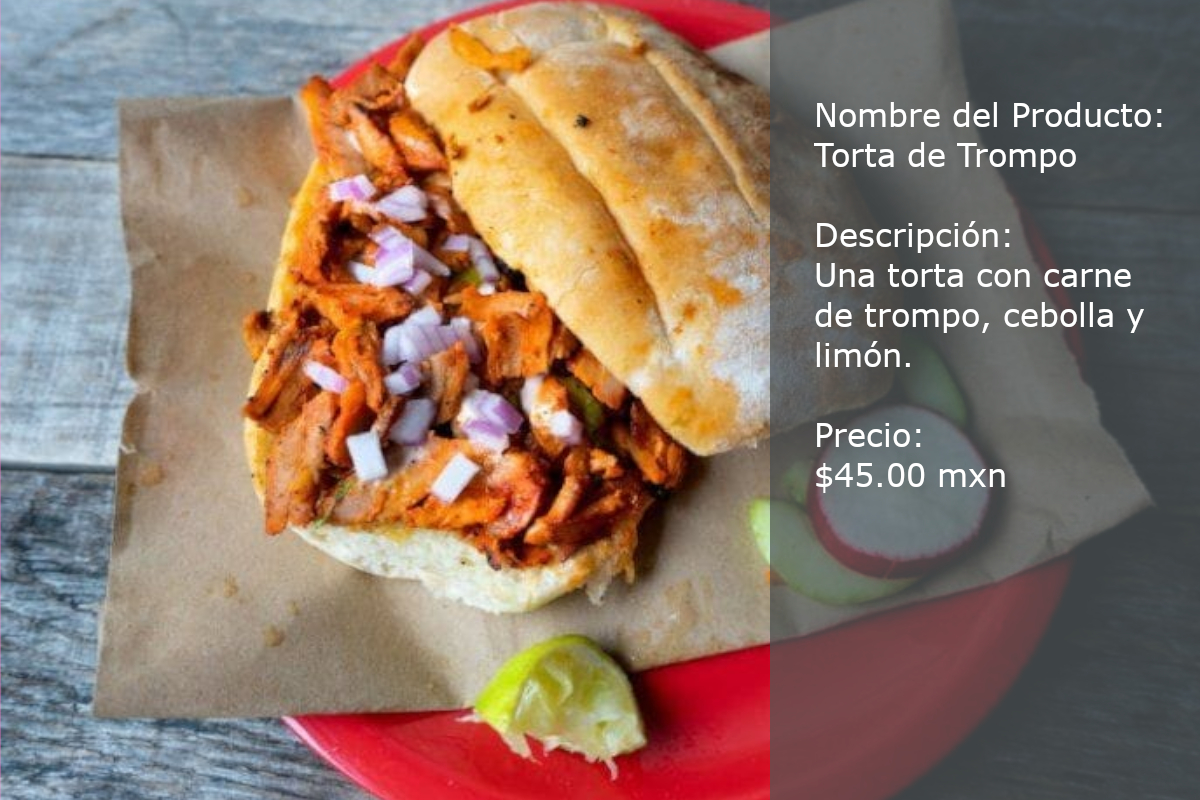 Nombre del Producto:
Torta de Trompo
Descripción:
Una torta con carne
de trompo, cebolla y
limón.
Precio:
$45.00 mxn